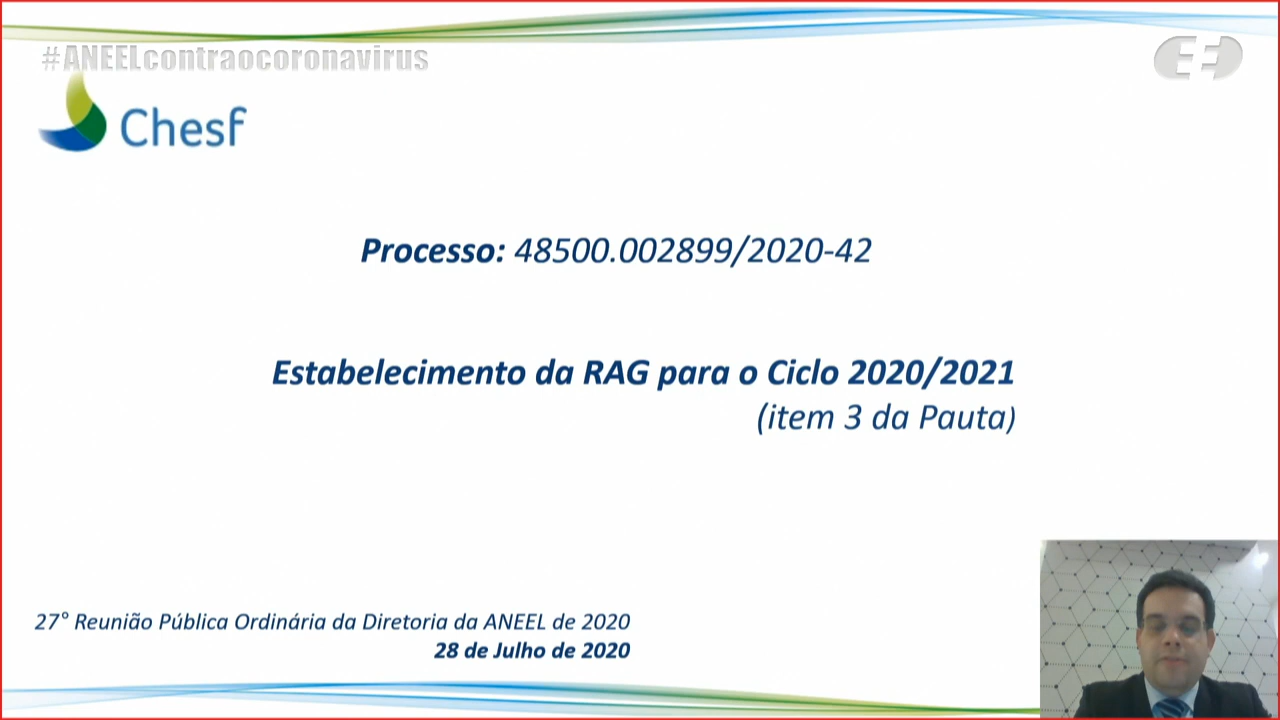 #ANEELcontraocoronavirus
Chesf
Processo: 48500.002899/2020-42
Estabelecimento da RAG para o Ciclo 2020/2021
(item 3 da Pauta)
27° Reunião Pública Ordinária da Diretoria da ANEEL de 2020
28 de Julho de 2020